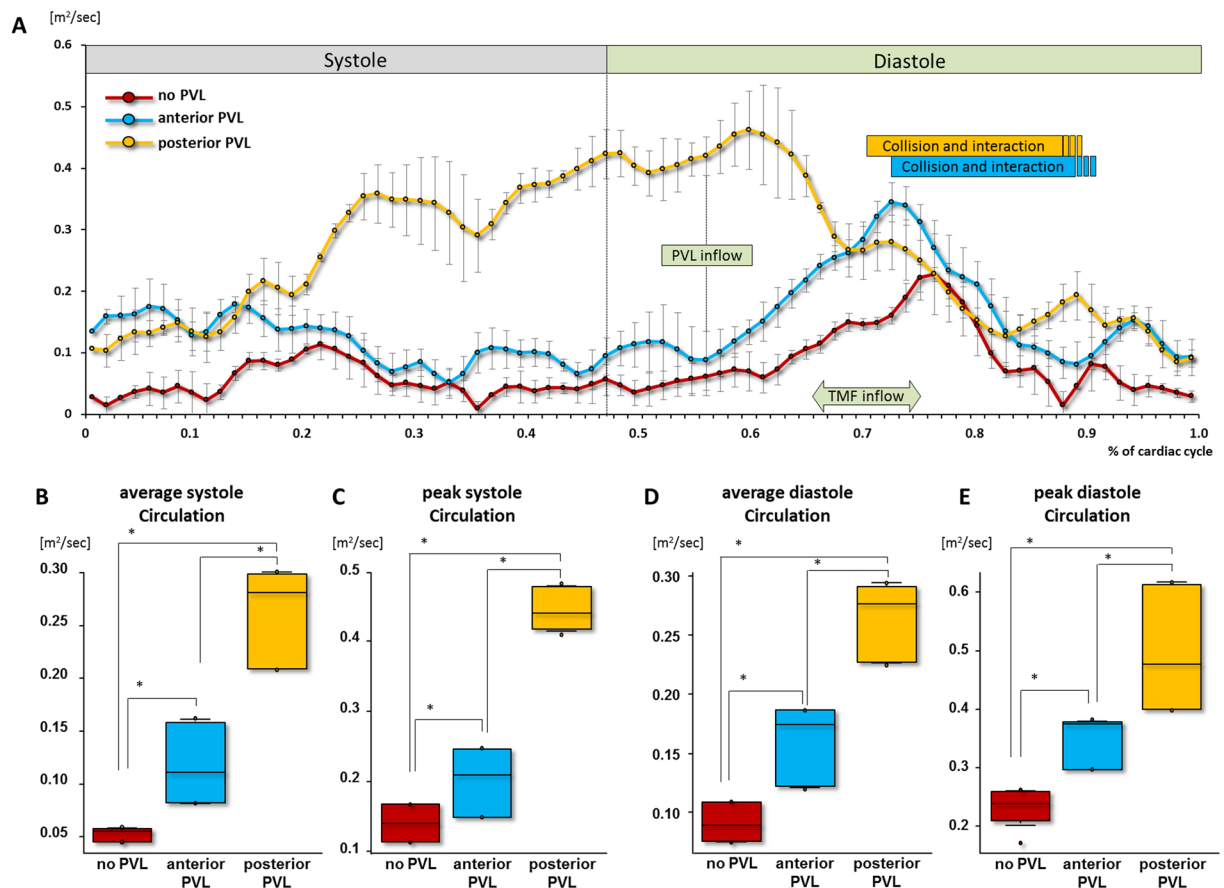 A
[m²/sec]
0.6
0.5
0.4
0.3
0.2
0.1
0
Systole
Diastole
no PVL
anterior PVL
posterior PVL
Collision and interaction
Collision and interaction
PVL inflow
TMF inflow
0 0.1 0.2 0.3 0.4 0.5 0.6 0.7 0.8 0.9 1.0
% of cardiac cycle
B
average systole
Circulation
[m²/sec]
0.30
0.25
0.20
0.15
0.10
0.05
*
*
*
no PVL anterior posterior
PVL PVL
C
peak systole
Circulation
0.5
0.4
0.3
0.2
0.1
*
*
*
no PVL anterior posterior
PVL PVL
D
average diastole
Circulation
[m²/sec]
0.30
0.25
0.20
0.15
0.10
*
*
*
no PVL anterior posterior
PVL PVL
E
peak diastole
Circulation
[m²/sec]
0.6
0.5
0.4
0.3
0.2
*
*
*
no PVL anterior posterior
PVL PVL